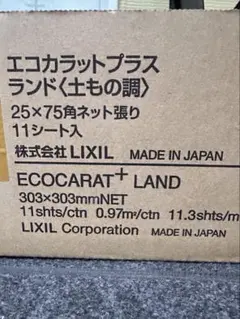 エコカラットプラス
ランド〈土もの調〉
25×75角ネット張り
11シート入
株式会社 LIXIL MADE IN JAPAN
ECOCARAT+ LAND
303×303mmNET
11shts/ctn 0.97m²/ctn 11.3shts/m
LIXIL Corporation MADE IN JAPAN